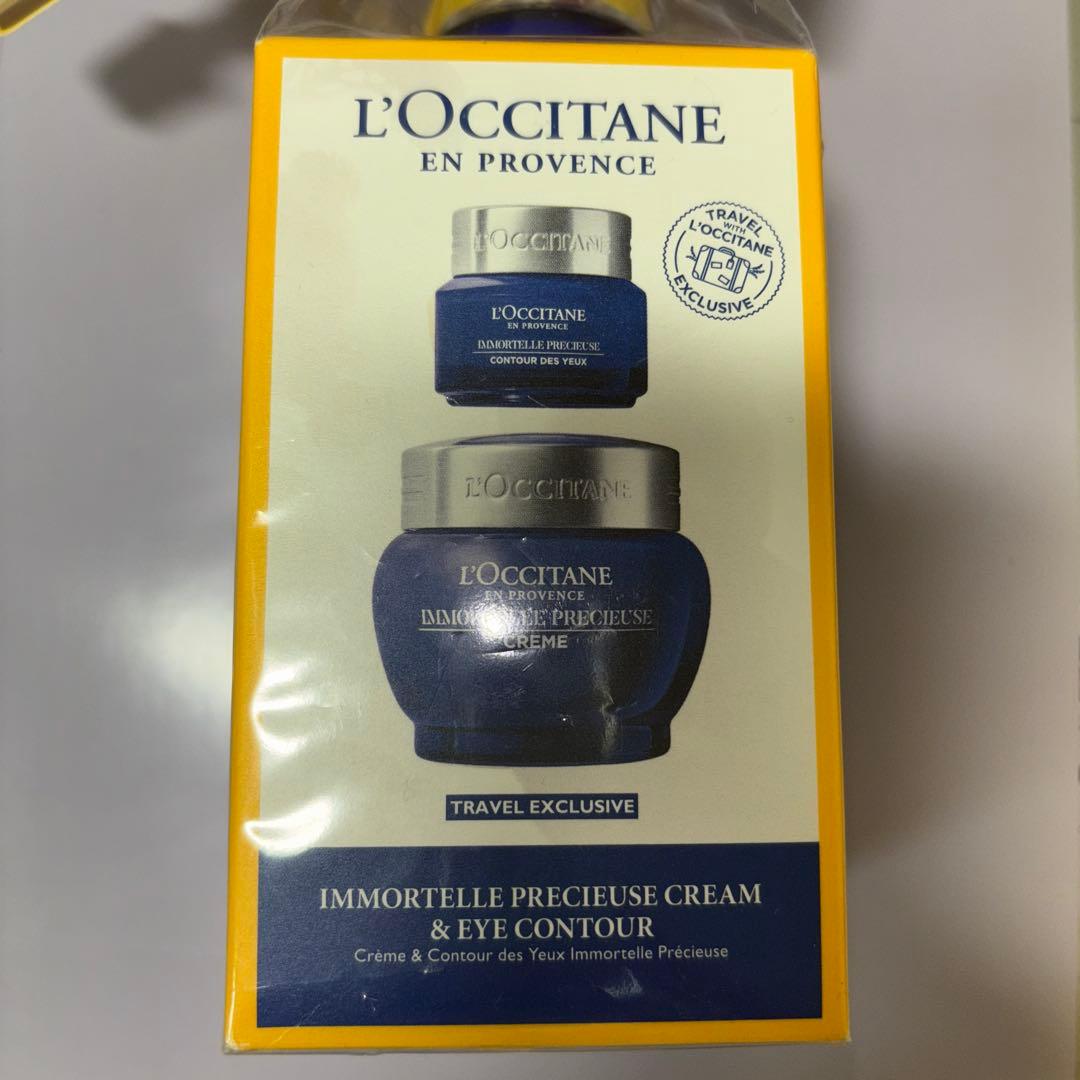 L'OCCITANE
EN PROVENCE
TRAVEL
WITH
L'OCCITANE
EXCLUSIVE
L'OCCITANE
L'OCCITANE
EN PROVENCE
IMMORTELLE PRECIEUSE
CONTOUR DES YEUX
L'OCCITANE
L'OCCITANE
EN PROVENCE
IMMORTELLE PRECIEUSE
CRÈME
TRAVEL EXCLUSIVE
IMMORTELLE PRECIEUSE CREAM
& EYE CONTOUR
Crème & Contour des Yeux Immortelle Précieuse